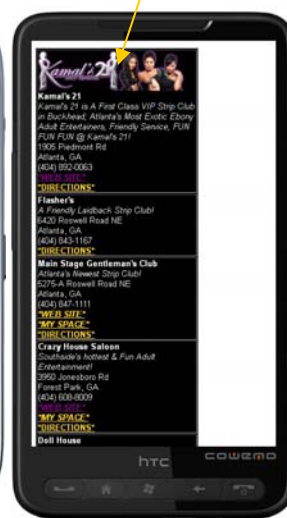 Kamal's 21
Kamal's 21
Kamal's 21 is A First Class VIP Strip Club
in Buckhead, Atlanta's Most Exotic Ebony
Adult Entertainers, Friendly Service, FUN
FUN FUN @ Kamal's 21!
1905 Piedmont Rd
Atlanta, GA
(404) 892-0063
*WEB SITE*
*DIRECTIONS*
Flasher's
A Friendly Laidback Strip Club!
6420 Roswell Road NE
Atlanta, GA
(404) 843-1167
*DIRECTIONS*
Main Stage Gentleman's Club
Atlanta's Newest Strip Club!
5275-A Roswell Road NE
Atlanta, GA
(404) 847-1111
*WEB SITE*
*MY SPACE*
*DIRECTIONS*
Crazy House Saloon
Southside's hottest & Fun Adult
Entertainment!
3950 Jonesboro Rd
Forest Park, GA
(404) 608-8009
*WEB SITE*
*MY SPACE*
*DIRECTIONS*
Doll House
hTC
COWEMO